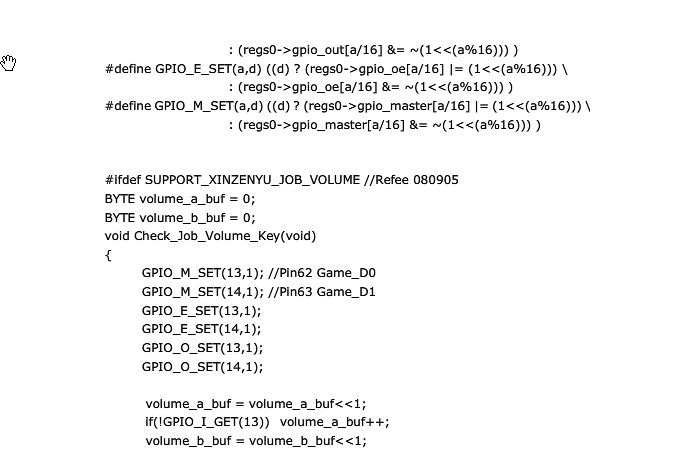 : (regs0->gpio_out[a/16] &= ~(1<<(a%16))) )
#define GPIO_E_SET(a,d) ((d) ? (regs0->gpio_oe[a/16] |= (1<<(a%16))) \
: (regs0->gpio_oe[a/16] &= ~(1<<(a%16))) )
#define GPIO_M_SET(a,d) ((d) ? (regs0->gpio_master[a/16] |= (1<<(a%16))) \
: (regs0->gpio_master[a/16] &= ~(1<<(a%16))) )
#ifdef SUPPORT_XINZENYU_JOB_VOLUME //Refee 080905
BYTE volume_a_buf = 0;
BYTE volume_b_buf = 0;
void Check_Job_Volume_Key(void)
{
GPIO_M_SET(13,1); //Pin62 Game_D0
GPIO_M_SET(14,1); //Pin63 Game_D1
GPIO_E_SET(13,1);
GPIO_E_SET(14,1);
GPIO_O_SET(13,1);
GPIO_O_SET(14,1);
volume_a_buf = volume_a_buf<<1;
if(!GPIO_I_GET(13)) volume_a_buf++;
volume_b_buf = volume_b_buf<<1;